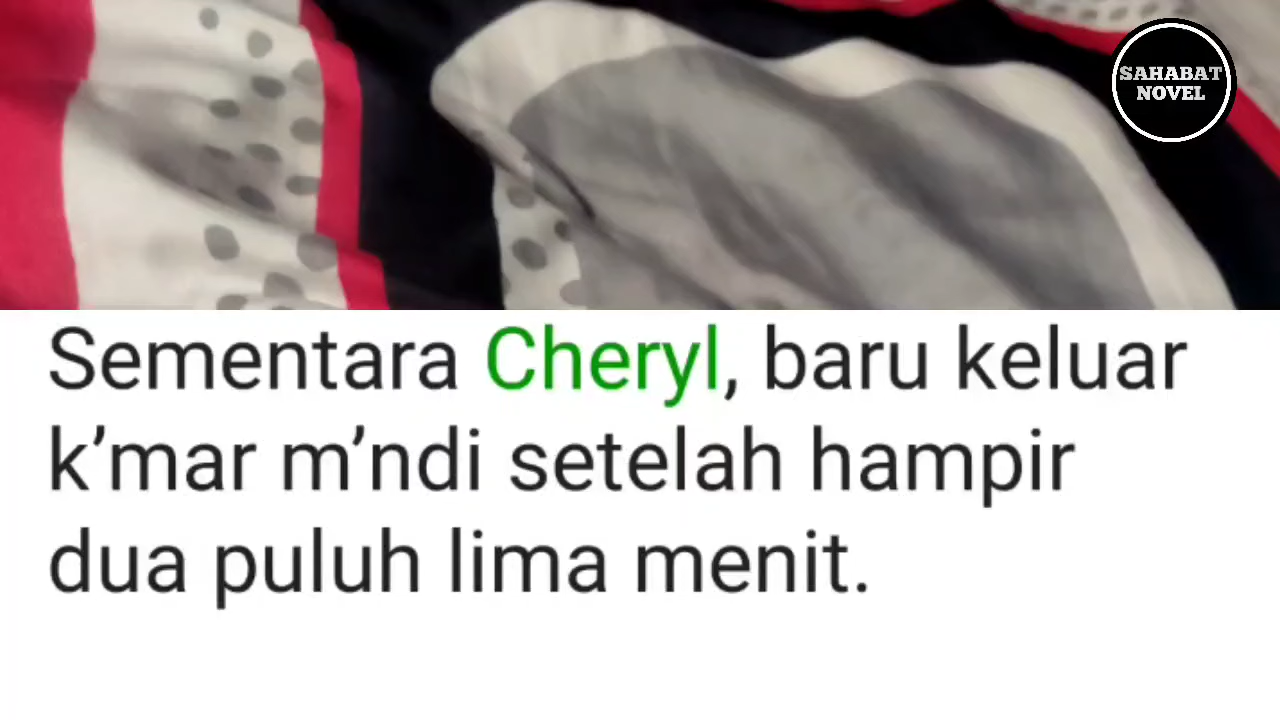 SAHABAT
NOVEL
Sementara Cheryl, baru keluar
k’mar m’ndi setelah hampir
dua puluh lima menit.